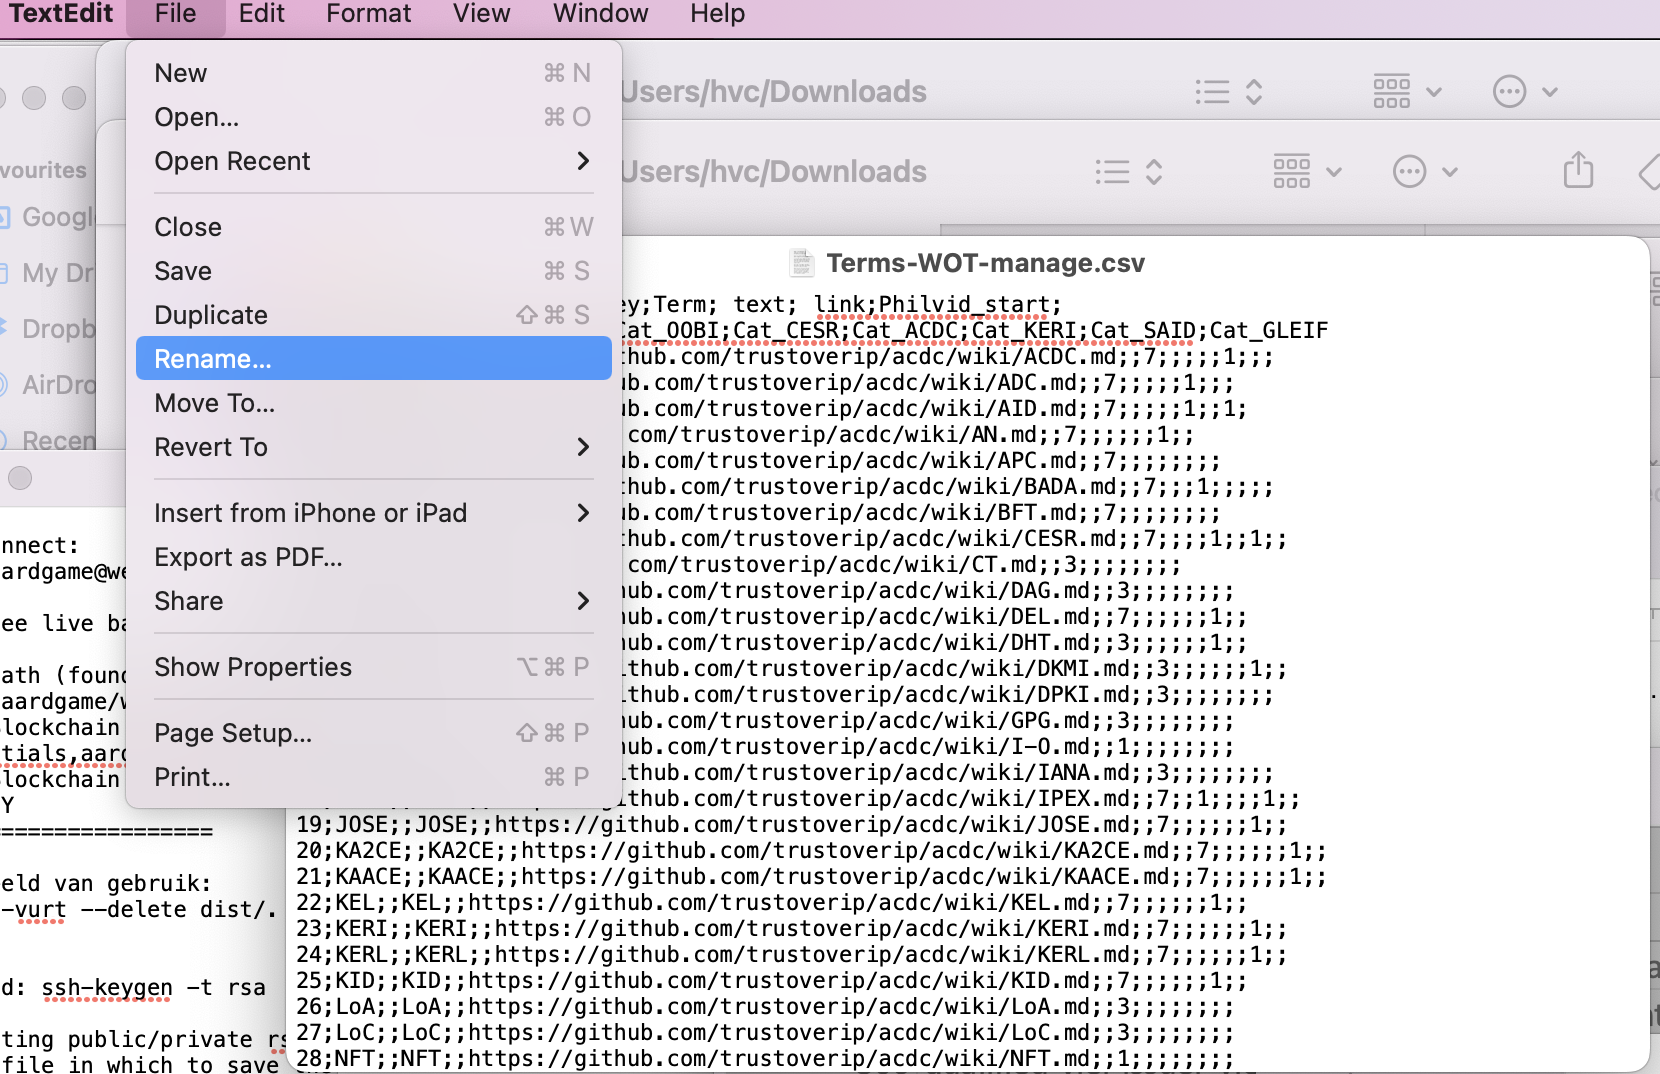 TextEdit File Edit Format View Window Help
New ⌘ N
Open... ⌘ O
Open Recent
Close ⌘ W
Save ⌘ S
Duplicate ⇧ ⌘ S
Rename...
Move To...
Revert To
Insert from iPhone or iPad
Export as PDF...
Share
Show Properties ⌥ ⌘ P
Page Setup... ⇧ ⌘ P
Print... ⌘ P
Users/hvc/Downloads
Users/hvc/Downloads
vourites
Googl
My Dri
Dropb
AirDro
Recen
Terms-WOT-manage.csv
ey;Term; text; link;Philvid_start;
Cat_OOBI;Cat_CESR;Cat_ACDC;Cat_KERI;Cat_SAID;Cat_GLEIF
thub.com/trustoverip/acdc/wiki/ACDC.md;;7;;;;;1;;;
ub.com/trustoverip/acdc/wiki/ADC.md;;7;;;;;1;;;
ub.com/trustoverip/acdc/wiki/AID.md;;7;;;;;1;;1;
com/trustoverip/acdc/wiki/AN.md;;7;;;;;;1;;
ub.com/trustoverip/acdc/wiki/APC.md;;7;;;;;;;;
thub.com/trustoverip/acdc/wiki/BADA.md;;7;;;1;;;;;
ub.com/trustoverip/acdc/wiki/BFT.md;;7;;;;;;;;
thub.com/trustoverip/acdc/wiki/CESR.md;;7;;;;1;;1;;
com/trustoverip/acdc/wiki/CT.md;;3;;;;;;;;
ub.com/trustoverip/acdc/wiki/DAG.md;;3;;;;;;;;
ub.com/trustoverip/acdc/wiki/DEL.md;;7;;;;;;1;;
ub.com/trustoverip/acdc/wiki/DHT.md;;3;;;;;;1;;
thub.com/trustoverip/acdc/wiki/DKMI.md;;3;;;;;;1;;
thub.com/trustoverip/acdc/wiki/DPKI.md;;3;;;;;;;;
ub.com/trustoverip/acdc/wiki/GPG.md;;3;;;;;;;;
ub.com/trustoverip/acdc/wiki/I-O.md;;1;;;;;;;;
thub.com/trustoverip/acdc/wiki/IANA.md;;3;;;;;;;;
thub.com/trustoverip/acdc/wiki/IPEX.md;;7;;1;;;;1;;
19;JOSE;;JOSE;;https://github.com/trustoverip/acdc/wiki/JOSE.md;;7;;;;;;1;;
20;KA2CE;;KA2CE;;https://github.com/trustoverip/acdc/wiki/KA2CE.md;;7;;;;;;1;;
21;KAACE;;KAACE;;https://github.com/trustoverip/acdc/wiki/KAACE.md;;7;;;;;;1;;
22;KEL;;KEL;;https://github.com/trustoverip/acdc/wiki/KEL.md;;7;;;;;;1;;
23;KERI;;KERI;;https://github.com/trustoverip/acdc/wiki/KERI.md;;7;;;;;;1;;
24;KERL;;KERL;;https://github.com/trustoverip/acdc/wiki/KERL.md;;7;;;;;;1;;
25;KID;;KID;;https://github.com/trustoverip/acdc/wiki/KID.md;;7;;;;;;1;;
26;LoA;;LoA;;https://github.com/trustoverip/acdc/wiki/LoA.md;;3;;;;;;;;
27;LoC;;LoC;;https://github.com/trustoverip/acdc/wiki/LoC.md;;3;;;;;;;;
28;NFT;;NFT;;https://github.com/trustoverip/acdc/wiki/NFT.md;;1;;;;;;;;
nnect:
ardgame@we
ee live ba
ath (found
aardgame/w
lockchain
tials,aard
lockchain
Y
================
eld van gebruik:
-vurt --delete dist/.
d: ssh-keygen -t rsa
ting public/private rs
file in which to save